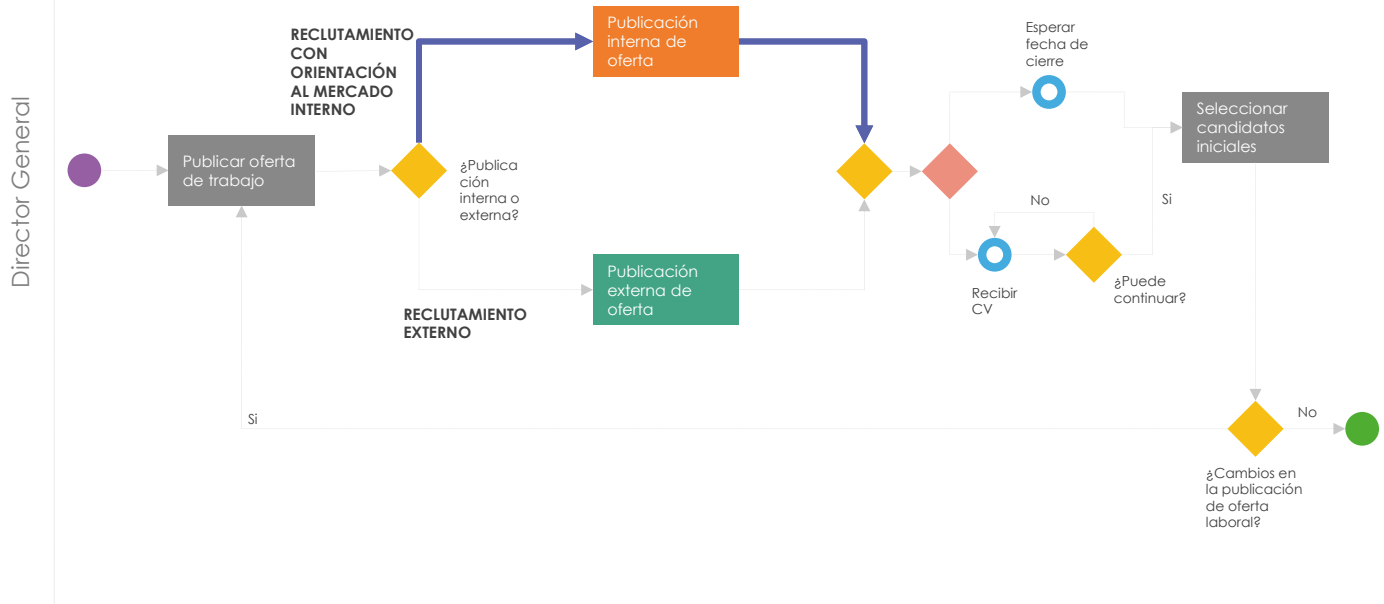 Director General
Publicar oferta
de trabajo
RECLUTAMIENTO
CON
ORIENTACIÓN
AL MERCADO
INTERNO
¿Publica
ción
interna o
externa?
Publicación
interna de
oferta
Publicación
externa de
oferta
RECLUTAMIENTO
EXTERNO
Esperar
fecha de
cierre
Recibir
CV
No
¿Puede
continuar?
Si
Seleccionar
candidatos
iniciales
Si
No
¿Cambios en
la publicación
de oferta
laboral?